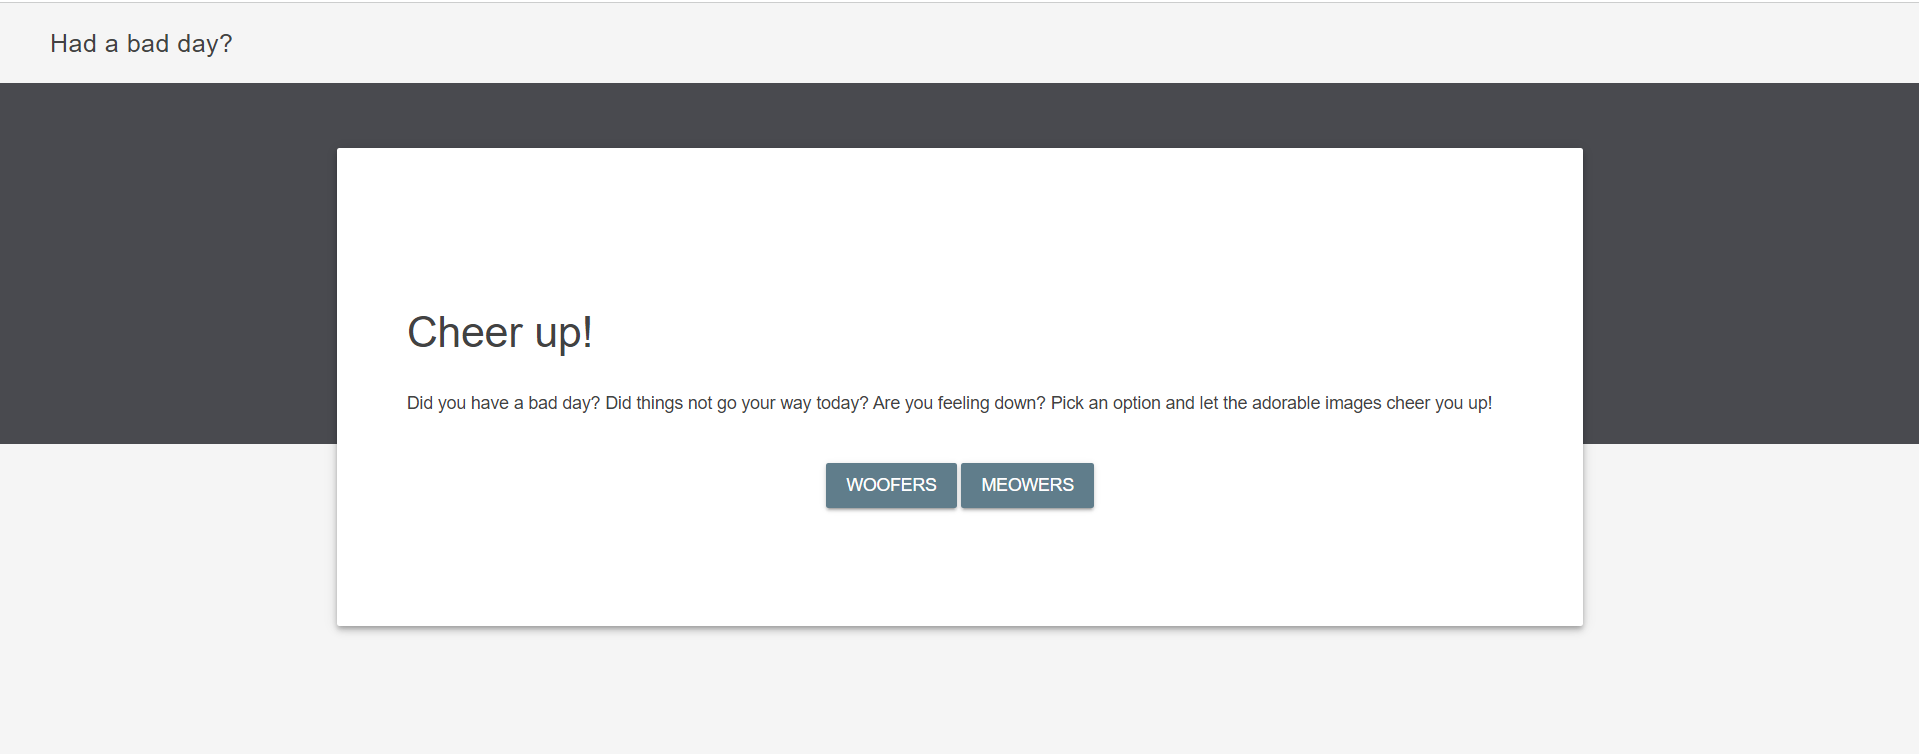 Had a bad day?
Cheer up!
Did you have a bad day? Did things not go your way today? Are you feeling down? Pick an option and let the adorable images cheer you up!
WOOFERS MEOWERS